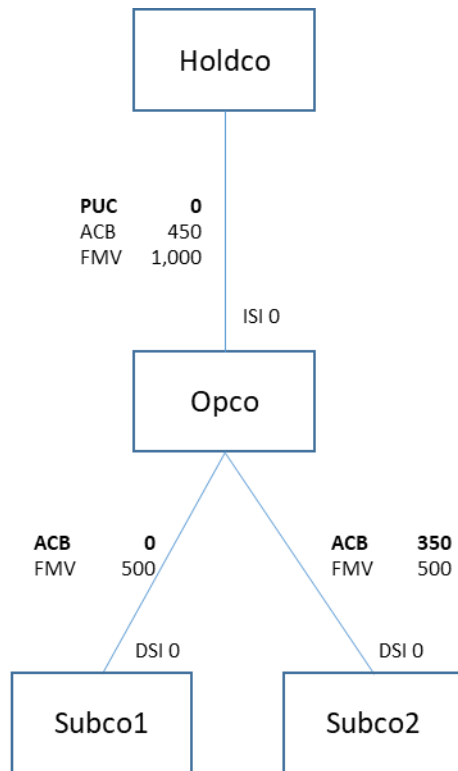 Holdco
PUC 0
ACB 450
FMV 1,000
ISI 0
Opco
ACB 0
FMV 500
ACB 350
FMV 500
DSI 0
DSI 0
Subco1
Subco2